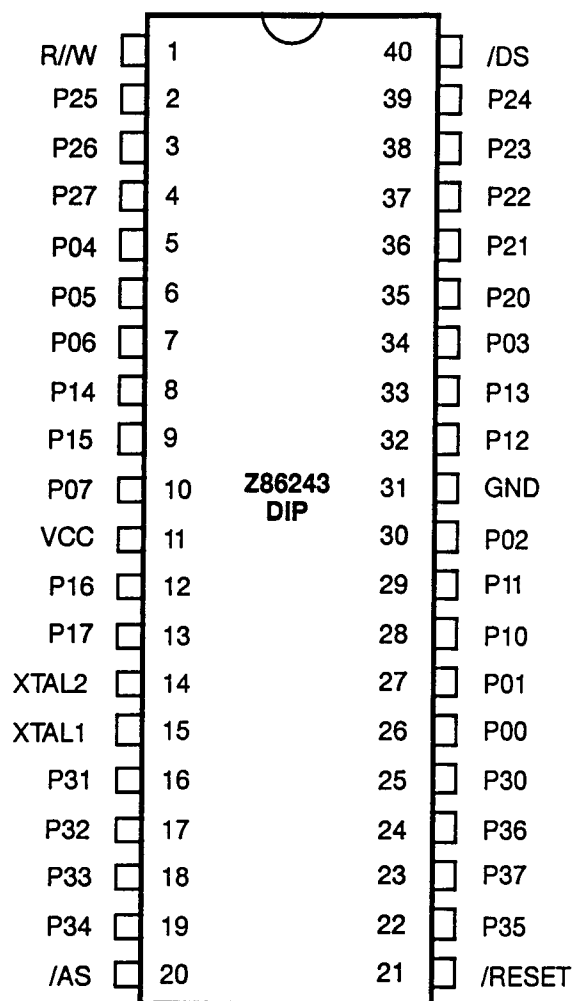 R//W 1 40 /DS
P25 2 39 P24
P26 3 38 P23
P27 4 37 P22
P04 5 36 P21
P05 6 35 P20
P06 7 34 P03
P14 8 33 P13
P15 9 32 P12
P07 10 Z86243 31 GND
DIP
VCC 11 30 P02
P16 12 29 P11
P17 13 28 P10
XTAL2 14 27 P01
XTAL1 15 26 P00
P31 16 25 P30
P32 17 24 P36
P33 18 23 P37
P34 19 22 P35
/AS 20 21 /RESET